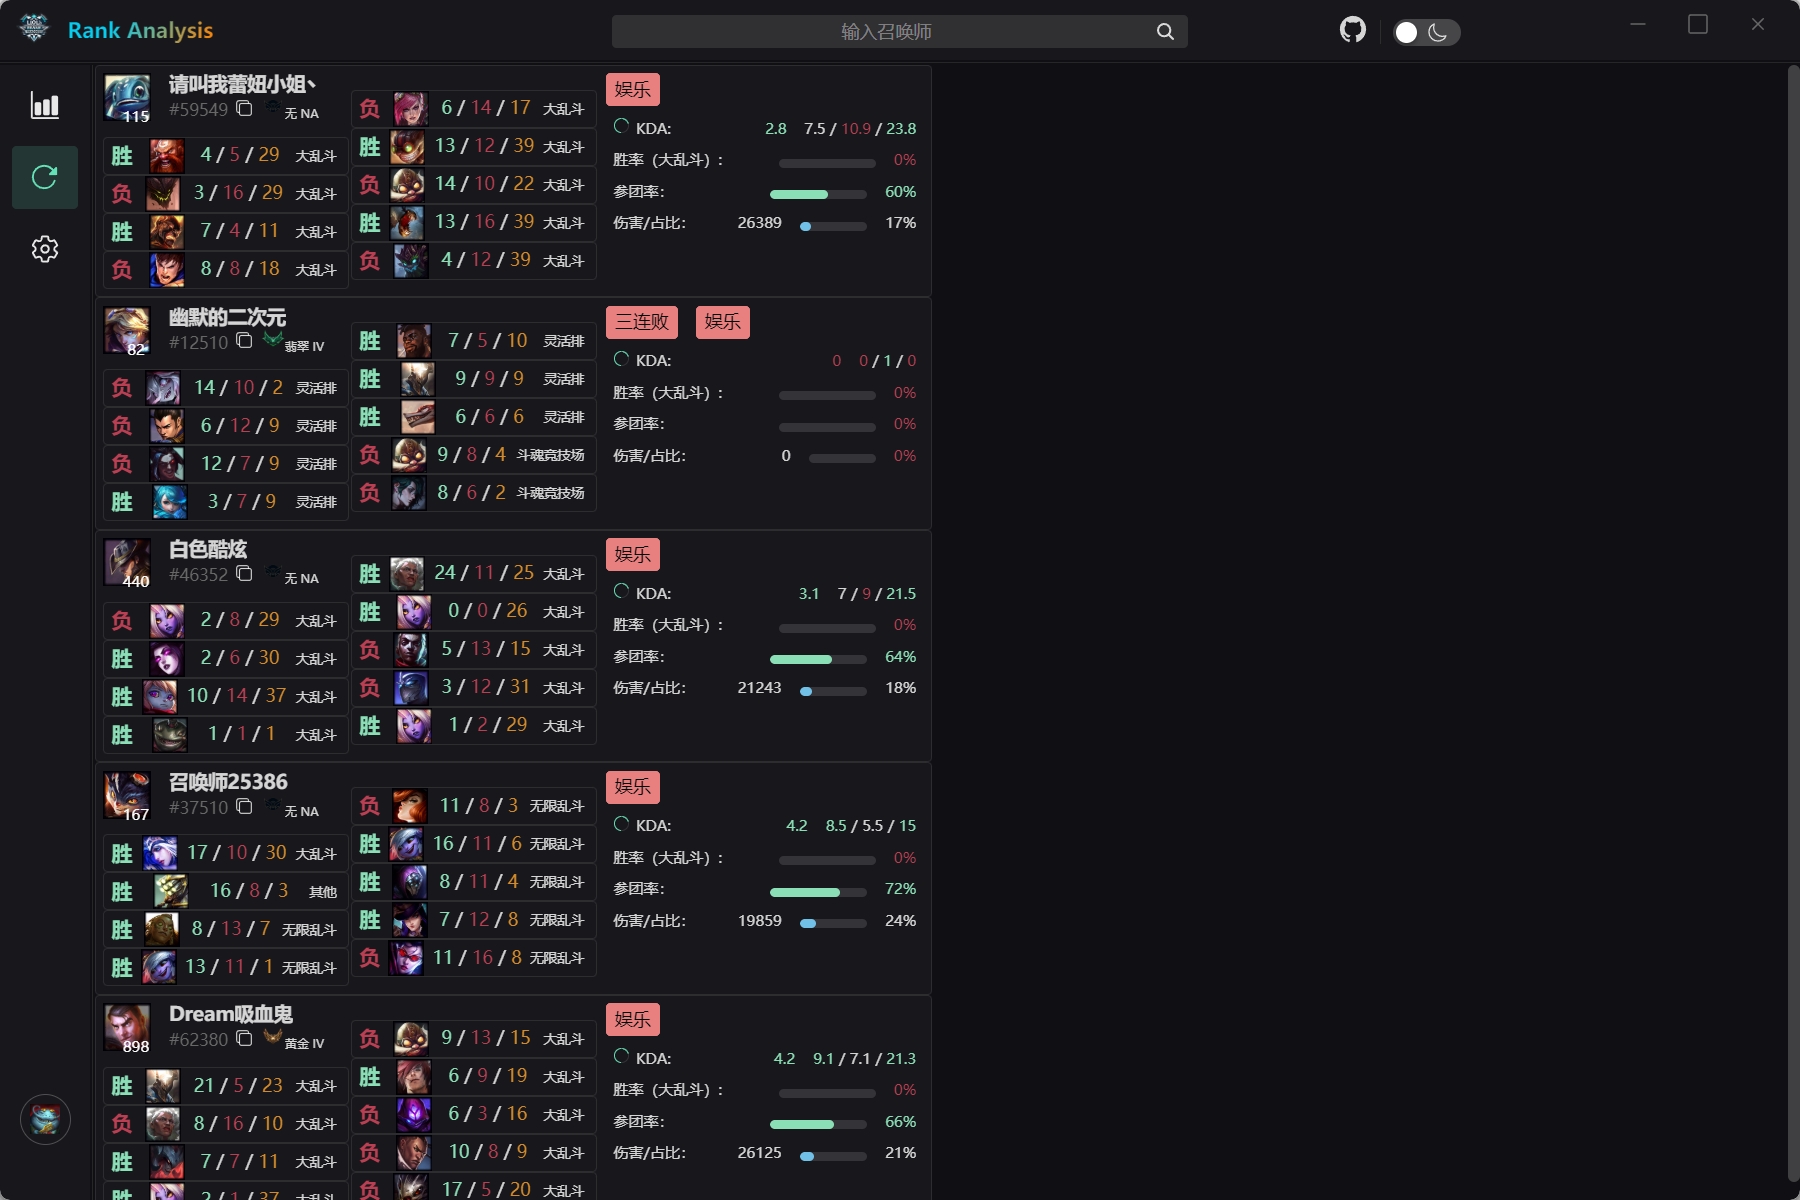 Rank Analysis
输入召唤师
115
请叫我蕾妞小姐丶
#59549
无 NA
胜 4 / 5 / 29 大乱斗
负 3 / 16 / 29 大乱斗
胜 7 / 4 / 11 大乱斗
负 8 / 8 / 18 大乱斗
负 6 / 14 / 17 大乱斗
胜 13 / 12 / 39 大乱斗
负 14 / 10 / 22 大乱斗
胜 13 / 16 / 39 大乱斗
负 4 / 12 / 39 大乱斗
娱乐
KDA: 2.8 7.5 / 10.9 / 23.8
胜率（大乱斗）: 0%
参团率: 60%
伤害/占比: 26389 17%
82
幽默的二次元
#12510
翡翠 IV
负 14 / 10 / 2 灵活排
负 6 / 12 / 9 灵活排
负 12 / 7 / 9 灵活排
胜 3 / 7 / 9 灵活排
胜 7 / 5 / 10 灵活排
胜 9 / 9 / 9 灵活排
胜 6 / 6 / 6 灵活排
负 9 / 8 / 4 斗魂竞技场
负 8 / 6 / 2 斗魂竞技场
三连败 娱乐
KDA: 0 0 / 1 / 0
胜率（大乱斗）: 0%
参团率: 0%
伤害/占比: 0 0%
440
白色酷炫
#46352
无 NA
负 2 / 8 / 29 大乱斗
胜 2 / 6 / 30 大乱斗
胜 10 / 14 / 37 大乱斗
胜 1 / 1 / 1 大乱斗
胜 24 / 11 / 25 大乱斗
胜 0 / 0 / 26 大乱斗
负 5 / 13 / 15 大乱斗
负 3 / 12 / 31 大乱斗
胜 1 / 2 / 29 大乱斗
娱乐
KDA: 3.1 7 / 9 / 21.5
胜率（大乱斗）: 0%
参团率: 64%
伤害/占比: 21243 18%
167
召唤师25386
#37510
无 NA
胜 17 / 10 / 30 大乱斗
胜 16 / 8 / 3 其他
胜 8 / 13 / 7 无限乱斗
胜 13 / 11 / 1 无限乱斗
负 11 / 8 / 3 无限乱斗
胜 16 / 11 / 6 无限乱斗
胜 8 / 11 / 4 无限乱斗
胜 7 / 12 / 8 无限乱斗
负 11 / 16 / 8 无限乱斗
娱乐
KDA: 4.2 8.5 / 5.5 / 15
胜率（大乱斗）: 0%
参团率: 72%
伤害/占比: 19859 24%
898
Dream吸血鬼
#62380
黄金 IV
胜 21 / 5 / 23 大乱斗
负 8 / 16 / 10 大乱斗
胜 7 / 7 / 11 大乱斗
胜 2 / 1 / 37 大乱斗
负 9 / 13 / 15 大乱斗
胜 6 / 9 / 19 大乱斗
负 6 / 3 / 16 大乱斗
负 10 / 8 / 9 大乱斗
负 17 / 5 / 20 大乱斗
娱乐
KDA: 4.2 9.1 / 7.1 / 21.3
胜率（大乱斗）: 0%
参团率: 66%
伤害/占比: 26125 21%